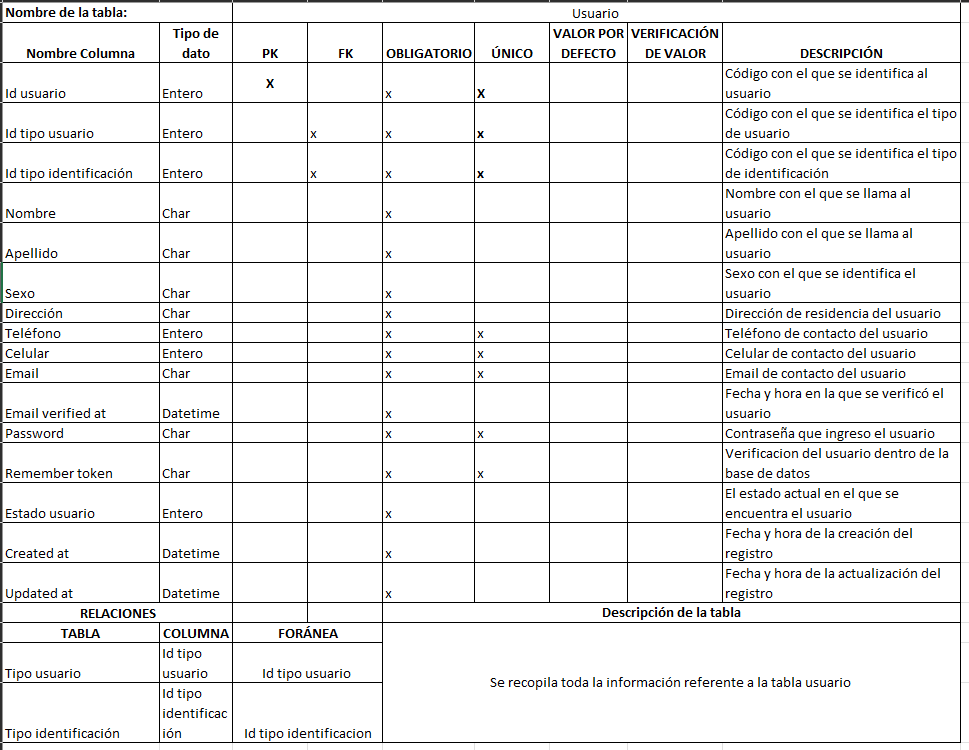 Nombre de la tabla: Usuario
Nombre Columna Tipo de dato PK FK OBLIGATORIO ÚNICO VALOR POR DEFECTO VERIFICACIÓN DE VALOR DESCRIPCIÓN
Id usuario Entero X x X Código con el que se identifica al usuario
Id tipo usuario Entero x x x Código con el que se identifica el tipo de usuario
Id tipo identificación Entero x x x Código con el que se identifica el tipo de identificación
Nombre Char x Nombre con el que se llama al usuario
Apellido Char x Apellido con el que se llama al usuario
Sexo Char x Sexo con el que se identifica el usuario
Dirección Char x Dirección de residencia del usuario
Teléfono Entero x x Teléfono de contacto del usuario
Celular Entero x x Celular de contacto del usuario
Email Char x x Email de contacto del usuario
Email verified at Datetime x Fecha y hora en la que se verificó el usuario
Password Char x x Contraseña que ingreso el usuario
Remember token Char x x Verificacion del usuario dentro de la base de datos
Estado usuario Entero x El estado actual en el que se encuentra el usuario
Created at Datetime x Fecha y hora de la creación del registro
Updated at Datetime x Fecha y hora de la actualización del registro
RELACIONES Descripción de la tabla
TABLA COLUMNA FORÁNEA
Tipo usuario Id tipo usuario Id tipo usuario
Se recopila toda la información referente a la tabla usuario
Tipo identificación Id tipo identificación Id tipo identificacion